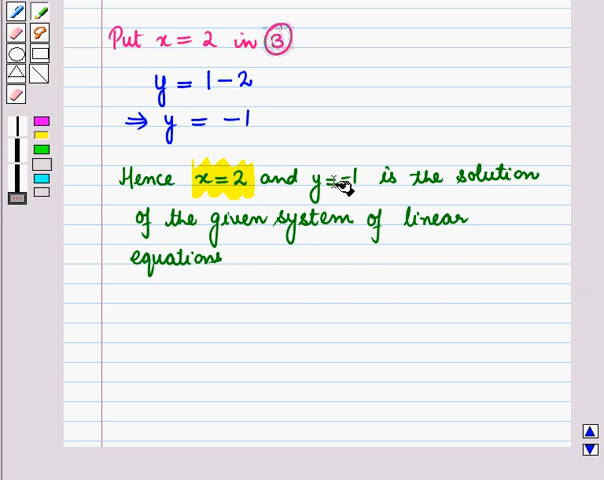 Put x = 2 in ③
y = 1 - 2
⇒ y = -1
Hence x = 2 and y = -1 is the solution
of the given system of linear
equations